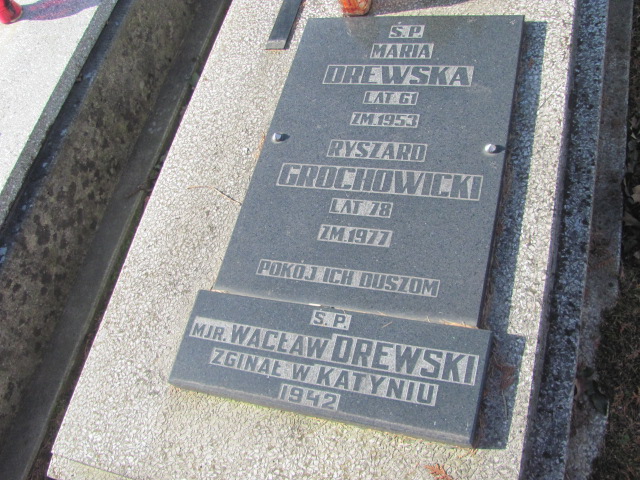 Ś.P.
MARIA
DREWSKA
LAT 61
ZM.1953
RYSZARD
GROCHOWICKI
LAT 78
ZM.1977
POKÓJ ICH DUSZOM
Ś.P.
MJR. WACŁAW DREWSKI
ZGINĄŁ W KATYNIU
1942